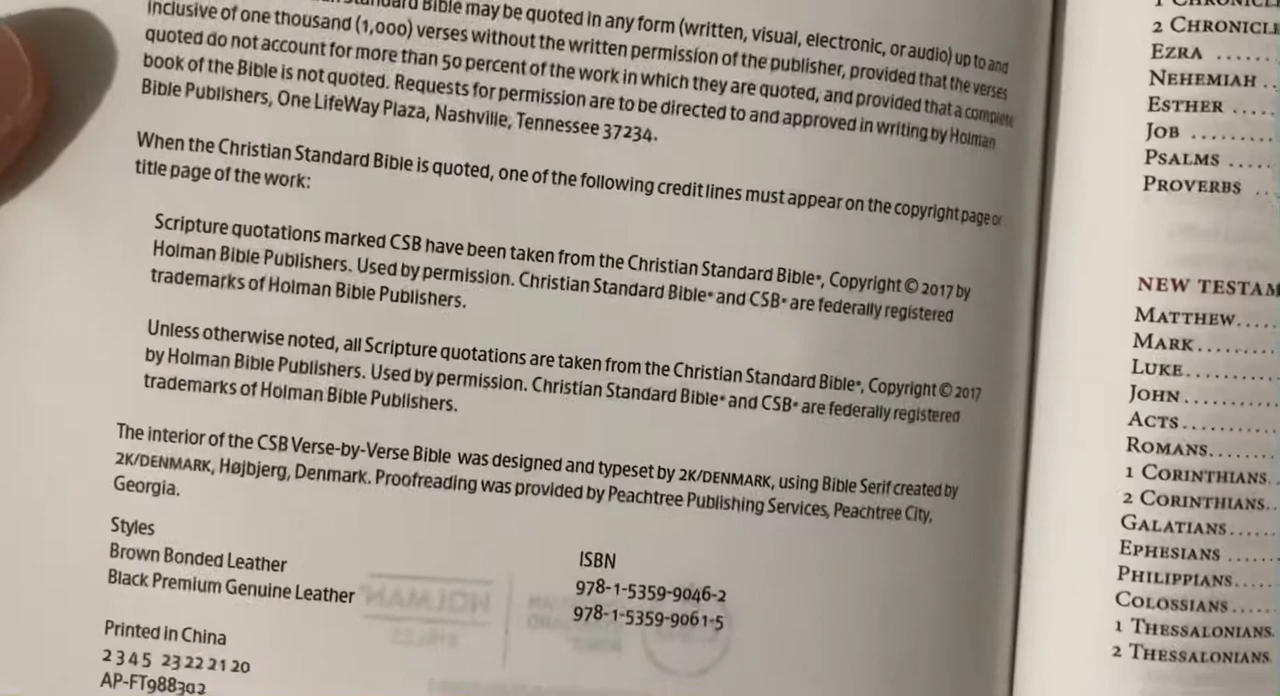 Bible may be quoted in any form (written, visual, electronic, or audio) up to and
inclusive of one thousand (1,000) verses without the written permission of the publisher, provided that the verses
quoted do not account for more than 50 percent of the work in which they are quoted, and provided that a complete
book of the Bible is not quoted. Requests for permission are to be directed to and approved in writing by Holman
Bible Publishers, One LifeWay Plaza, Nashville, Tennessee 37234.
When the Christian Standard Bible is quoted, one of the following credit lines must appear on the copyright page or
title page of the work:
Scripture quotations marked CSB have been taken from the Christian Standard Bible®, Copyright © 2017 by
Holman Bible Publishers. Used by permission. Christian Standard Bible® and CSB® are federally registered
trademarks of Holman Bible Publishers.
Unless otherwise noted, all Scripture quotations are taken from the Christian Standard Bible®, Copyright © 2017
by Holman Bible Publishers. Used by permission. Christian Standard Bible® and CSB® are federally registered
trademarks of Holman Bible Publishers.
The interior of the CSB Verse-by-Verse Bible was designed and typeset by 2K/DENMARK, using Bible Serif created by
2K/DENMARK, Højbjerg, Denmark. Proofreading was provided by Peachtree Publishing Services, Peachtree City,
Georgia.
Styles
Brown Bonded Leather
Black Premium Genuine Leather
ISBN
978-1-5359-9046-2
978-1-5359-9061-5
Printed in China
2 3 4 5 23 22 21 20
2 CHRONICL
EZRA ......
NEHEMIAH ..
ESTHER ....
JOB ........
PSALMS ....
PROVERBS ..
NEW TESTAM
MATTHEW....
MARK........
LUKE.........
JOHN.........
ACTS.........
ROMANS.......
1 CORINTHIANS.
2 CORINTHIANS..
GALATIANS.....
EPHESIANS .....
PHILIPPIANS....
COLOSSIANS....
1 THESSALONIANS
2 THESSALONIANS